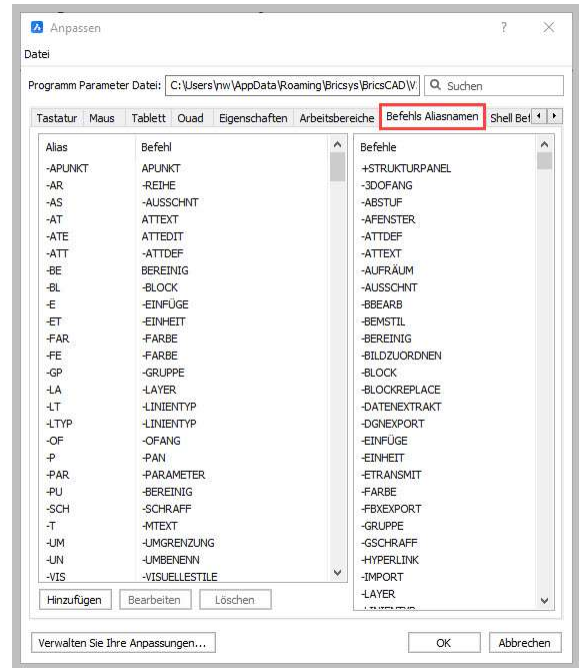 Anpassen ?
Datei
Programm Parameter Datei: C:\Users\nw\AppData\Roaming\Bricsys\BricsCAD\V Suchen
Tastatur Maus Tablett Quad Eigenschaften Arbeitsbereiche Befehls Aliasnamen Shell Bef
Alias Befehl
-APUNKT APUNKT
-AR -REIHE
-AS -AUSSCHNT
-AT ATTEXT
-ATE ATTEDIT
-ATT -ATTDEF
-BE BEREINIG
-BL -BLOCK
-E -EINFÜGE
-ET -EINHEIT
-FAR -FARBE
-FE -FARBE
-GP -GRUPPE
-LA -LAYER
-LT -LINIENTYP
-LTYP -LINIENTYP
-OF -OFANG
-P -PAN
-PAR -PARAMETER
-PU -BEREINIG
-SCH -SCHRAFF
-T -MTEXT
-UM -UMGRENZUNG
-UN -UMBENENN
-VIS -VISUELLESTILE
Hinzufügen Bearbeiten Löschen
Befehle
+STRUKTURPANEL
-3DOFANG
-ABSTUF
-AFENSTER
-ATTDEF
-ATTEXT
-AUFRÄUM
-AUSSCHNT
-BBEARB
-BEMSTIL
-BEREINIG
-BILDZUORDNEN
-BLOCK
-BLOCKREPLACE
-DATENEXTRAKT
-DGNEXPORT
-EINFÜGE
-EINHEIT
-ETRANSMIT
-FARBE
-FBXEXPORT
-GRUPPE
-GSCHRAFF
-HYPERLINK
-IMPORT
-LAYER
-LINIENTYP
Verwalten Sie Ihre Anpassungen... OK Abbrechen